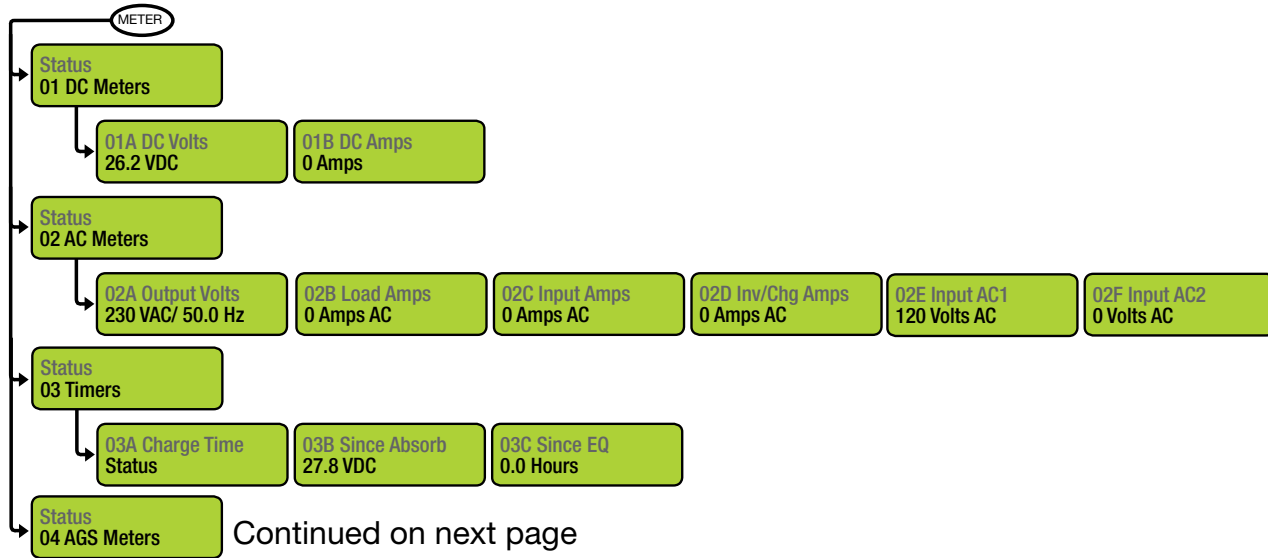 METER
Status
01 DC Meters
01A DC Volts
26.2 VDC
01B DC Amps
0 Amps
Status
02 AC Meters
02A Output Volts
230 VAC/ 50.0 Hz
02B Load Amps
0 Amps AC
02C Input Amps
0 Amps AC
02D Inv/Chg Amps
0 Amps AC
02E Input AC1
120 Volts AC
02F Input AC2
0 Volts AC
Status
03 Timers
03A Charge Time
Status
03B Since Absorb
27.8 VDC
03C Since EQ
0.0 Hours
Status
04 AGS Meters
Continued on next page